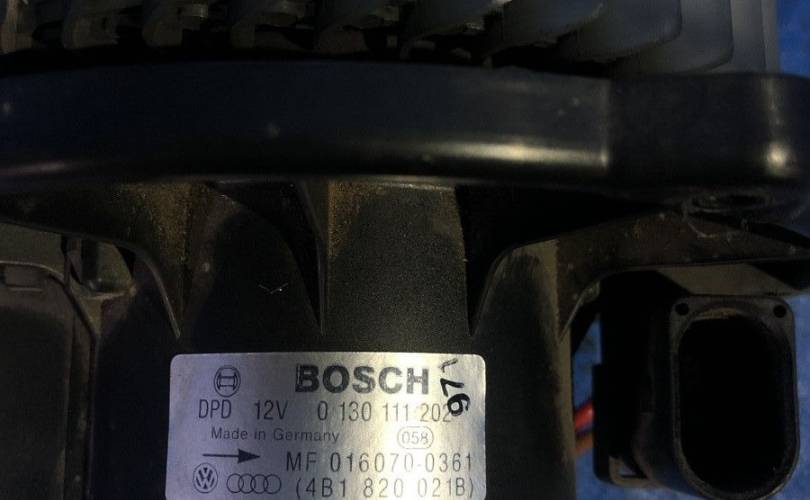 BOSCH
DPD 12V 0 130 111 202
Made in Germany 058
MF 016070-0361
(4B1 820 021B)